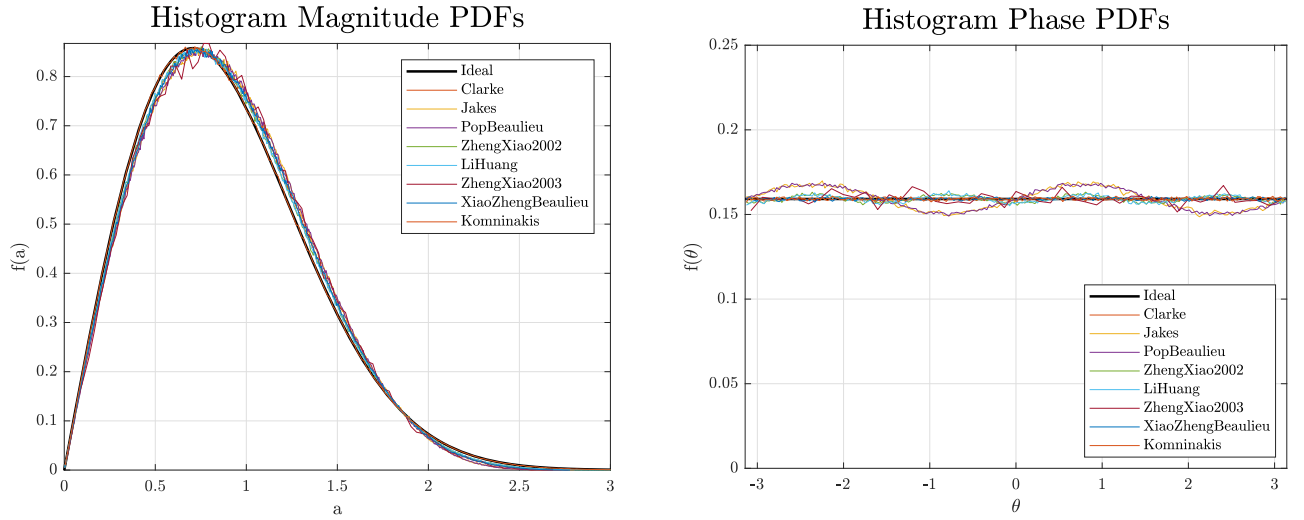 Histogram Magnitude PDFs
f(a)
0.8
0.7
0.6
0.5
0.4
0.3
0.2
0.1
0
0 0.5 1 1.5 2 2.5 3
a
Ideal
Clarke
Jakes
PopBeaulieu
ZhengXiao2002
LiHuang
ZhengXiao2003
XiaoZhengBeaulieu
Komninakis
Histogram Phase PDFs
f(θ)
0.25
0.2
0.15
0.1
0.05
0
-3 -2 -1 0 1 2 3
θ
Ideal
Clarke
Jakes
PopBeaulieu
ZhengXiao2002
LiHuang
ZhengXiao2003
XiaoZhengBeaulieu
Komninakis